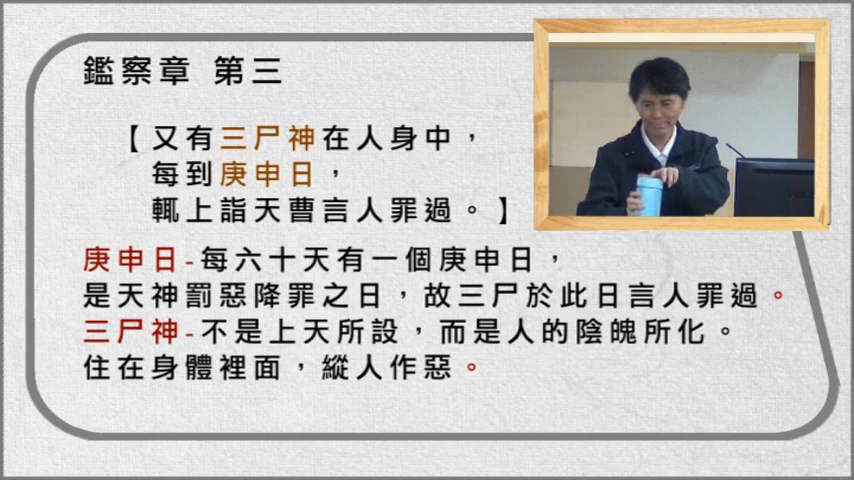 鑑察章 第三
【又有三尸神在人身中，
每到庚申日，
輒上詣天曹言人罪過。】
庚申日-每六十天有一個庚申日，
是天神罰惡降罪之日，故三尸於此日言人罪過。
三尸神-不是上天所設，而是人的陰魄所化。
住在身體裡面，縱人作惡。